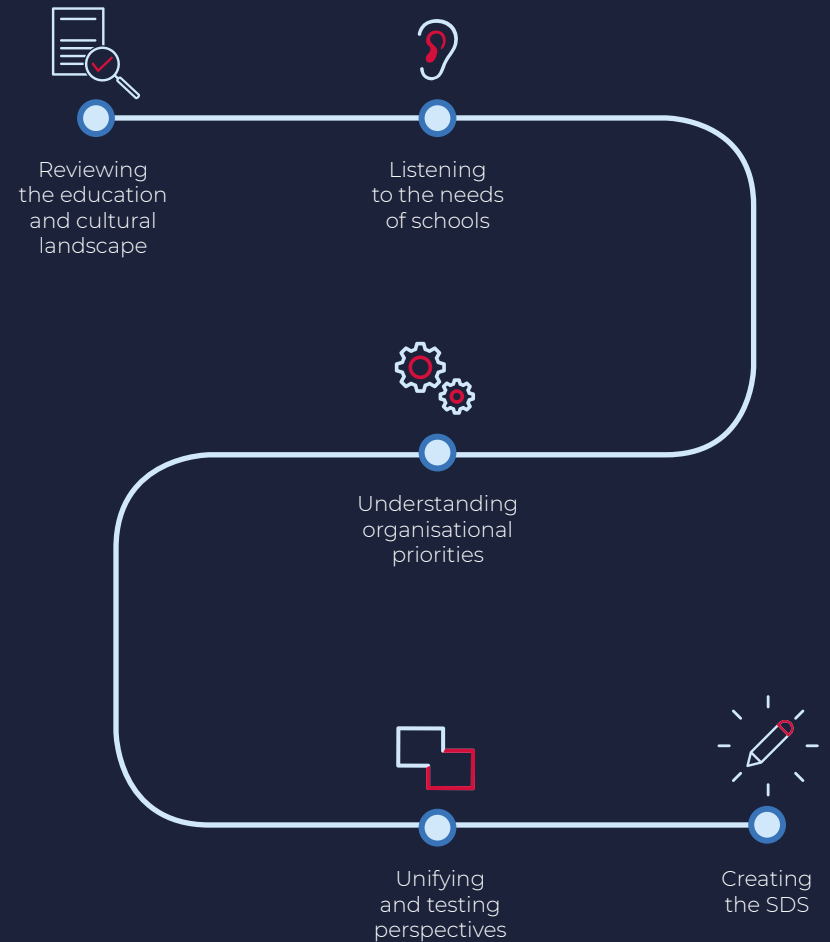 Reviewing
the education
and cultural
landscape
Listening
to the needs
of schools
Understanding
organisational
priorities
Unifying
and testing
perspectives
Creating
the SDS